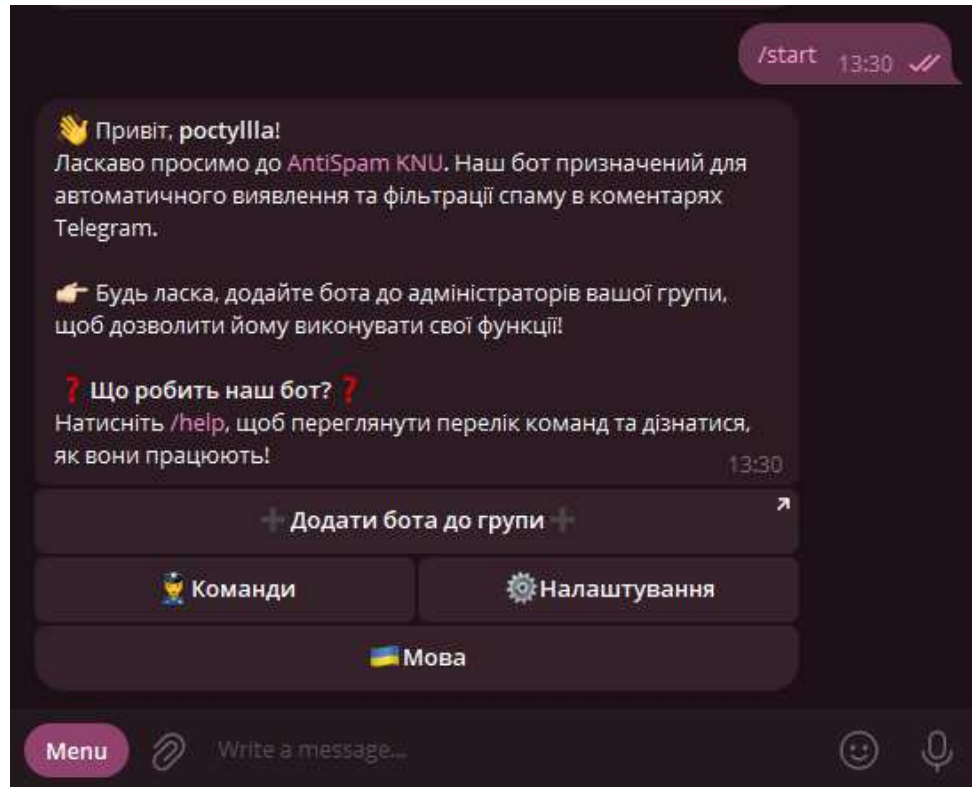 /start 13:30
👋 Привіт, poctyllla!
Ласкаво просимо до AntiSpam KNU. Наш бот призначений для
автоматичного виявлення та фільтрації спаму в коментарях
Telegram.
👉🏻 Будь ласка, додайте бота до адміністраторів вашої групи,
щоб дозволити йому виконувати свої функції!
❓ Що робить наш бот? ❓
Натисніть /help, щоб переглянути перелік команд та дізнатися,
як вони працюють!
13:30
➕Додати бота до групи➕
👮Команди
⚙️Налаштування
🇺🇦Мова
Menu
Write a message...